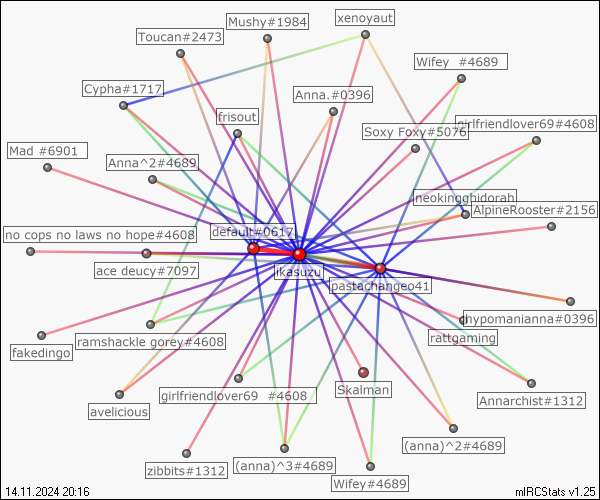 Mushy#1984
xenoyaut
Toucan#2473
Wifey #4689
Cypha#1717
Anna.#0396
frisout
girlfriendlover69#4608
Soxy Foxy#5076
Mad #6901
Anna^2#4689
neokingghidorah
AlpineRooster#2156
no cops no laws no hope#4608
default#0617
ace deucy#7097
ikasuzu
pastachangeo41
hypomanianna#0396
ramshackle gorey#4608
rattgaming
fakedingo
Skalman
girlfriendlover69 #4608
Annarchist#1312
avelicious
(anna)^2#4689
(anna)^3#4689
zibbits#1312
Wifey#4689
14.11.2024 20:16
mIRCStats v1.25